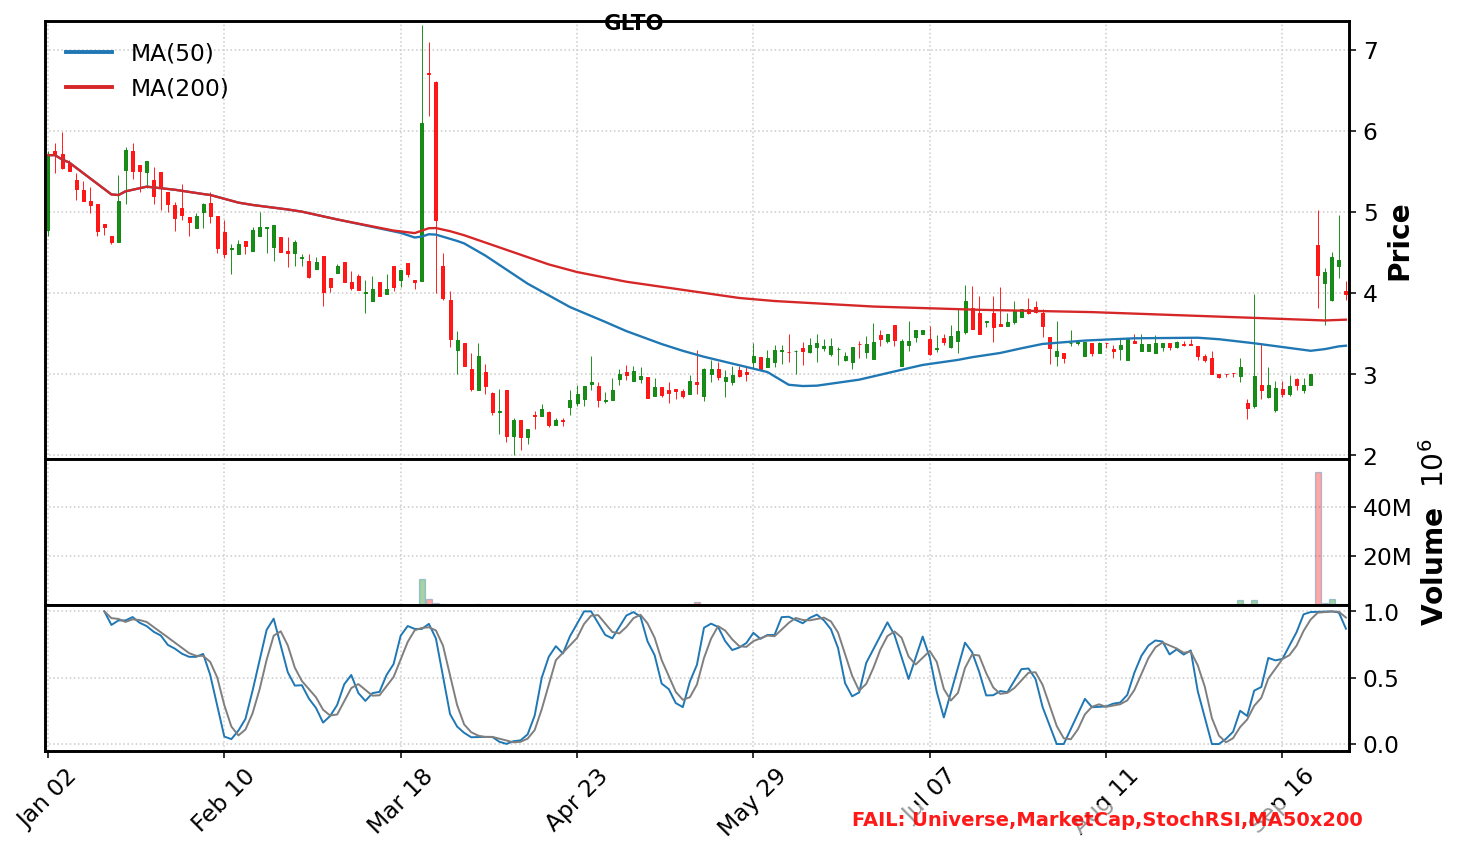 GLTO
MA(50)
MA(200)
7
6
5
4
3
2
Price
10⁶
40M
20M
Volume
1.0
0.5
0.0
Jan 02
Feb 10
Mar 18
Apr 23
May 29
Jul 07
Aug 11
Sep 16
FAIL: Universe,MarketCap,StochRSI,MA50x200